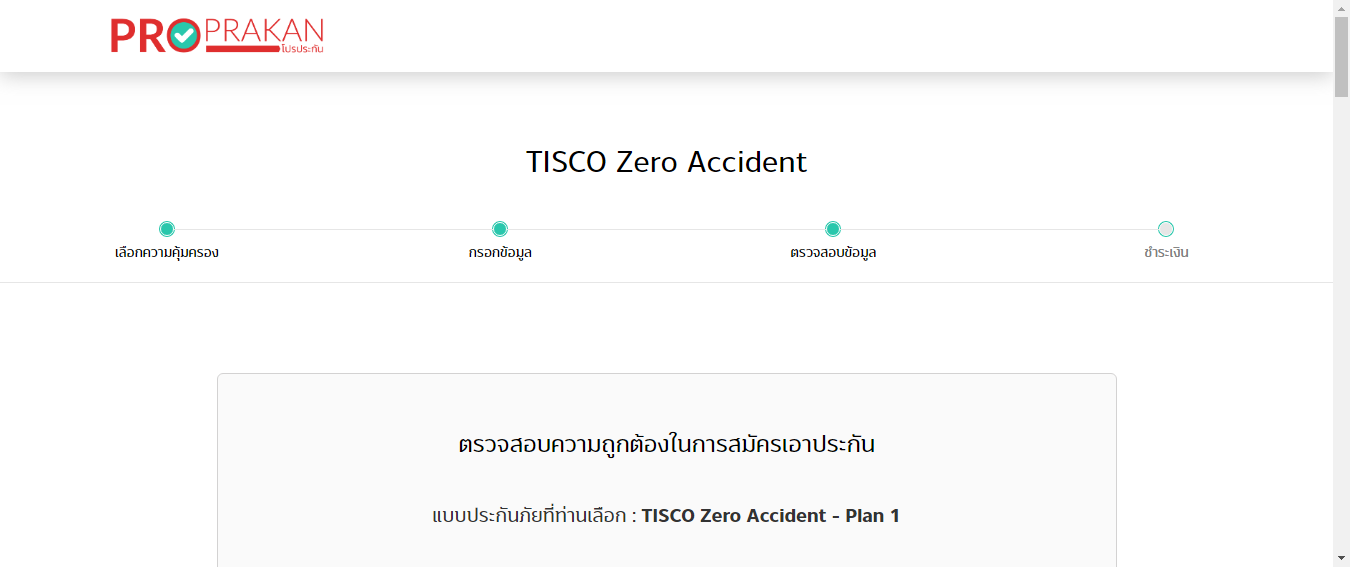 PROPRAKAN
โปรประกัน
TISCO Zero Accident
เลือกความคุ้มครอง
กรอกข้อมูล
ตรวจสอบข้อมูล
ชำระเงิน
ตรวจสอบความถูกต้องในการสมัครเอาประกัน
แบบประกันภัยที่ท่านเลือก : TISCO Zero Accident - Plan 1